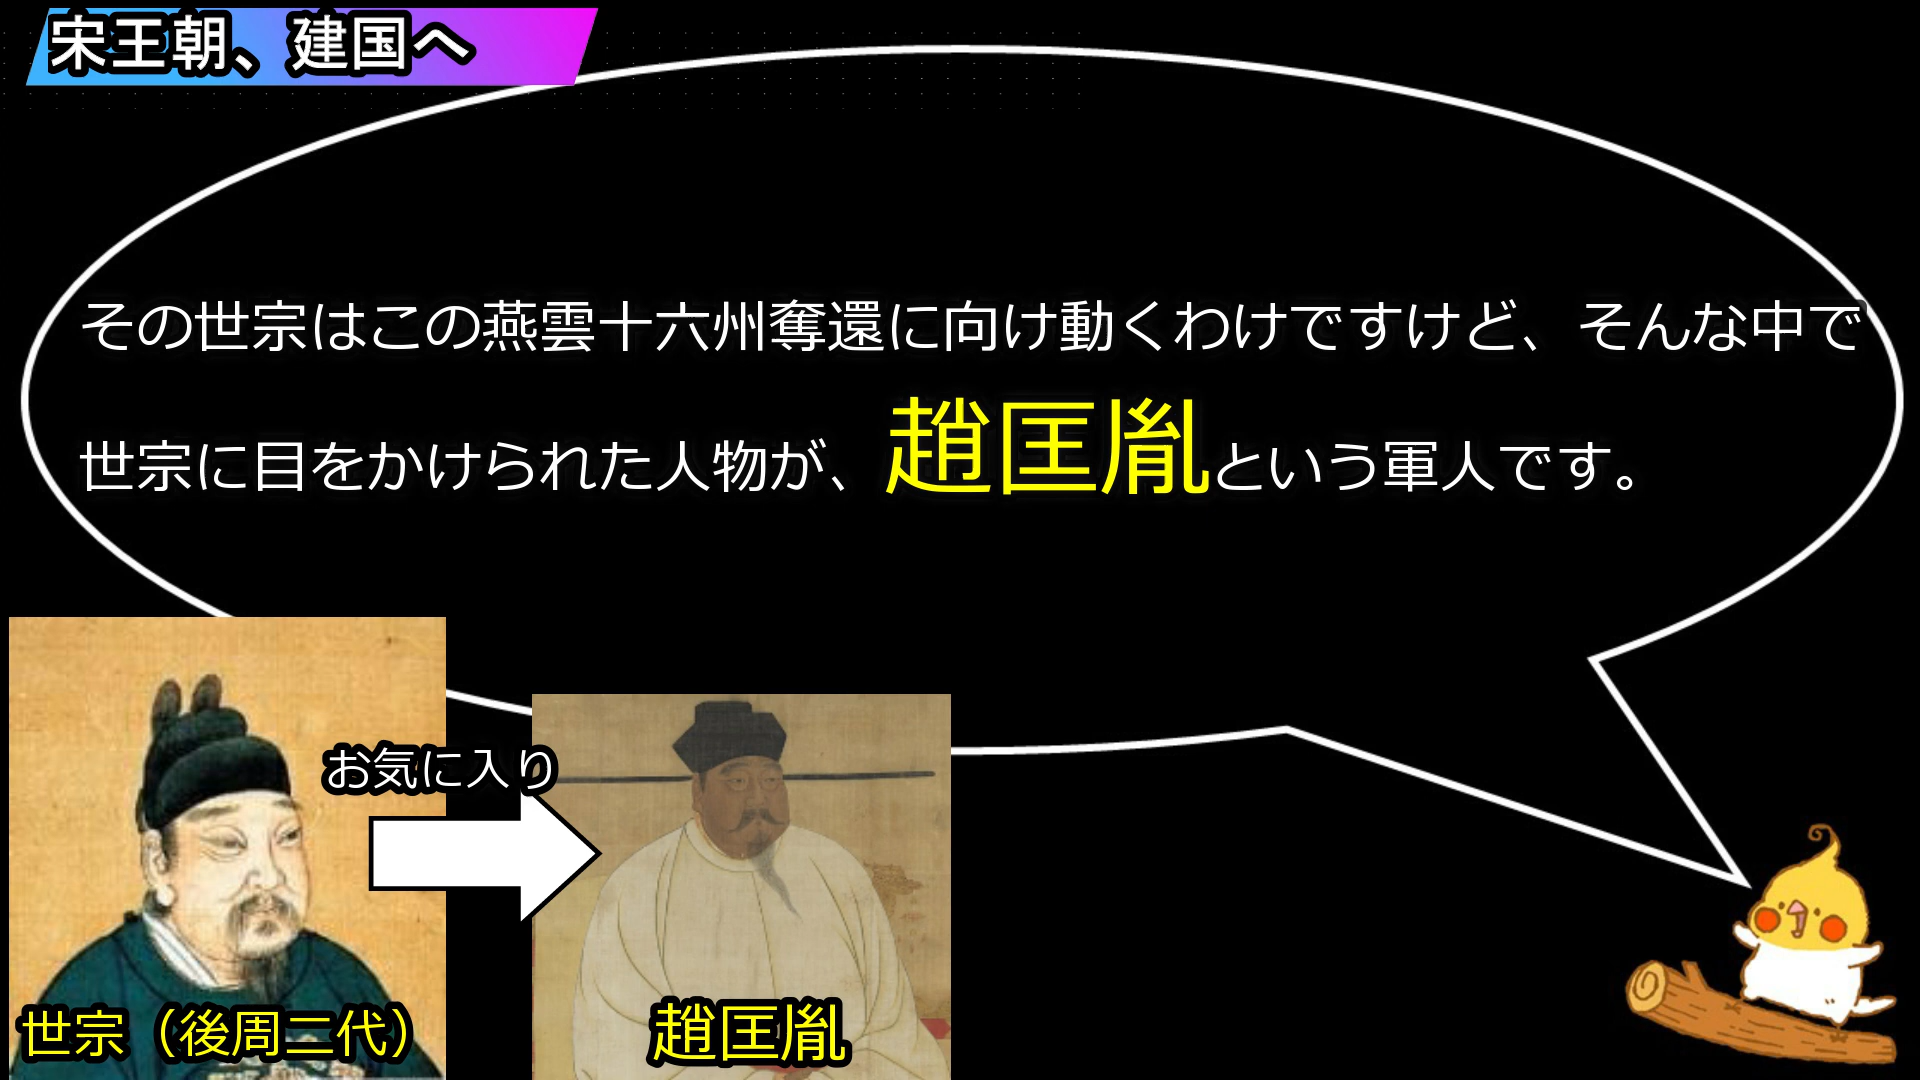 宋王朝、建国へ
その世宗はこの燕雲十六州奪還に向け動くわけですけど、そんな中で
世宗に目をかけられた人物が、趙匡胤という軍人です。
お気に入り
世宗（後周二代）
趙匡胤